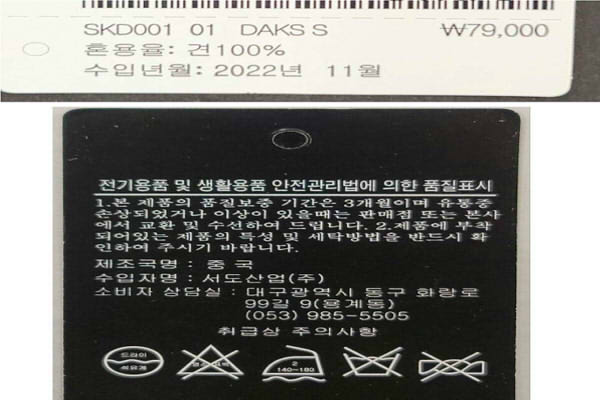 SKD001 01 DAKS S ₩79,000
혼용율: 견100%
수입년월: 2022년 11월
전기용품 및 생활용품 안전관리법에 의한 품질표시
1.본 제품의 품질보증 기간은 3개월이며 유통중
손상되었거나 이상이 있을때는 판매점 또는 본사
에서 교환 및 수선하여 드립니다. 2.제품에 부착
되어있는 제품의 특성 및 세탁방법을 반드시 확
인하여 주시기 바랍니다.
제조국명 : 중 국
수입자명 : 서도산업(주)
소비자 상담실 : 대구광역시 동구 화랑로
99길 9(용계동)
(053) 985-5505
취급상 주의사항
드라이
석유계
2
140~180